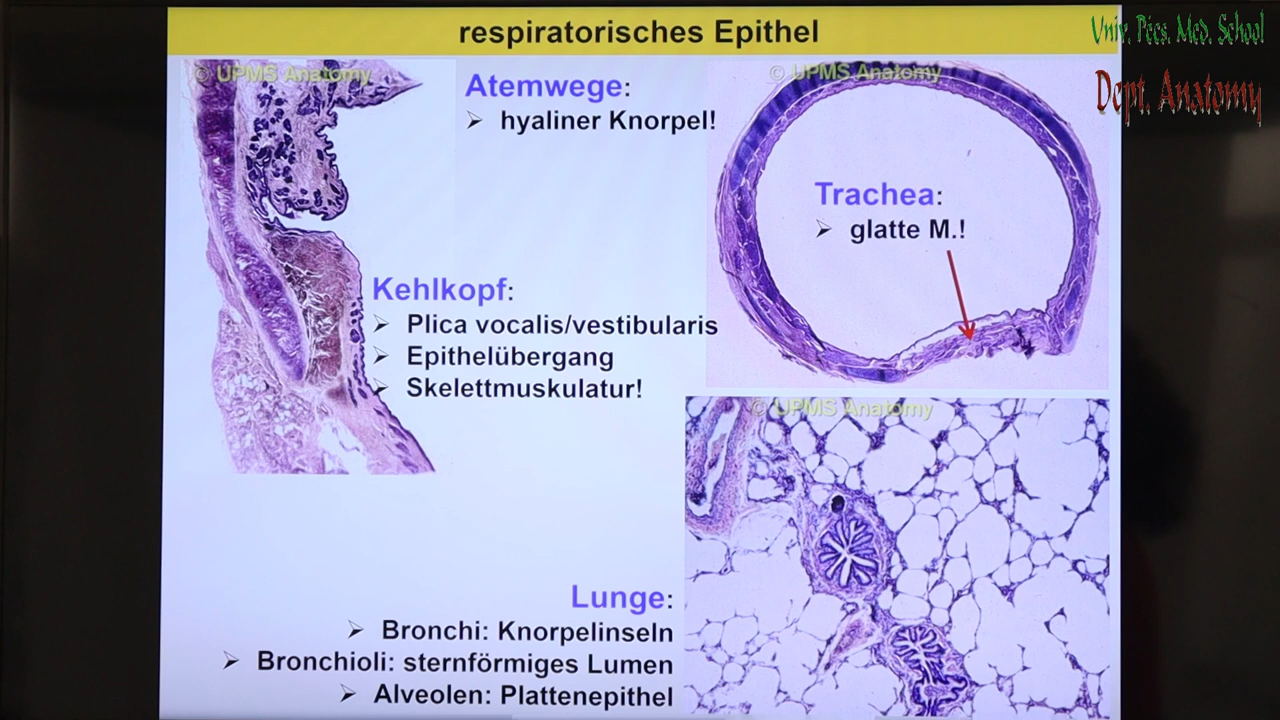 respiratorisches Epithel
Univ. Pécs. Med. School
Dept. Anatomy
© UPMS Anatomy
Atemwege:
➢ hyaliner Knorpel!
© UPMS Anatomy
Trachea:
➢ glatte M.!
Kehlkopf:
➢ Plica vocalis/vestibularis
➢ Epithelübergang
➢ Skelettmuskulatur!
© UPMS Anatomy
Lunge:
➢ Bronchi: Knorpelinseln
➢ Bronchioli: sternförmiges Lumen
➢ Alveolen: Plattenepithel